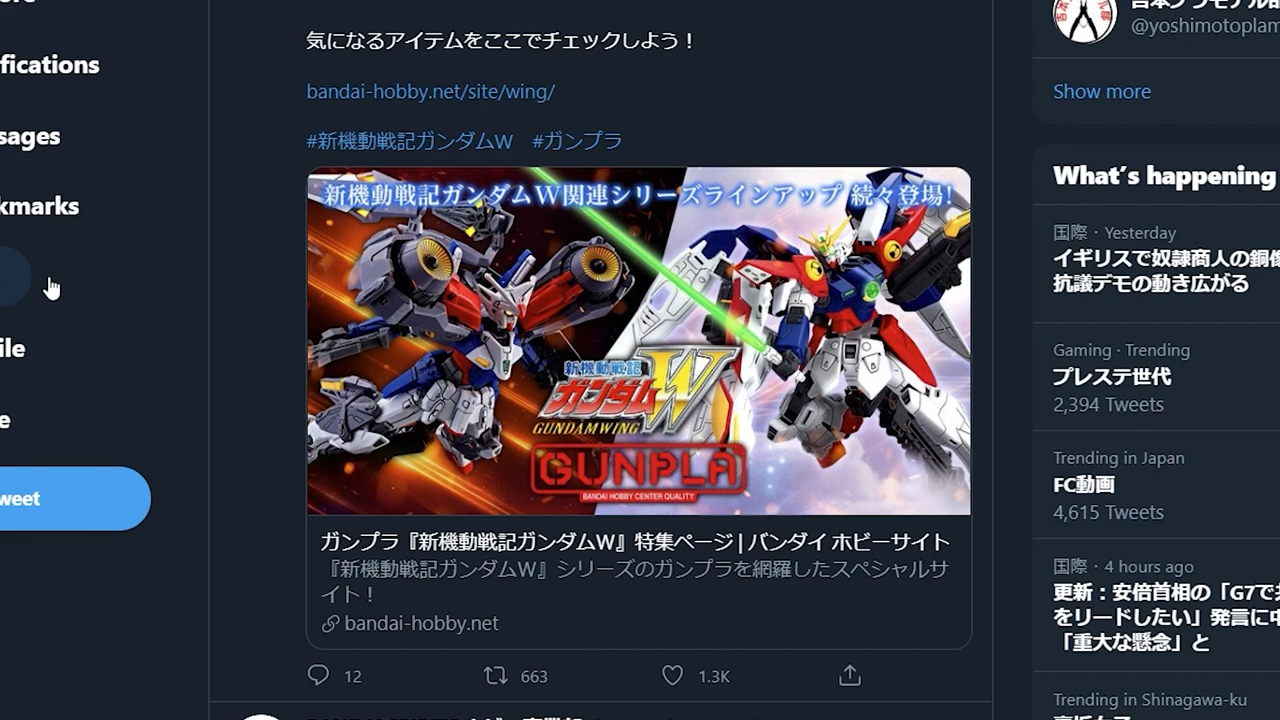 fications
sages
kmarks
ile
e
weet
気になるアイテムをここでチェックしよう！
bandai-hobby.net/site/wing/
#新機動戦記ガンダムW #ガンプラ
新機動戦記ガンダムW関連シリーズラインアップ 続々登場!
新機動戦記
ガンダムW
GUNDAM WING
GUNPLA
BANDAI HOBBY CENTER QUALITY
ガンプラ『新機動戦記ガンダムW』特集ページ | バンダイ ホビーサイト
『新機動戦記ガンダムW』シリーズのガンプラを網羅したスペシャルサ
イト！
bandai-hobby.net
12 663 1.3K
@yoshimotoplam
Show more
What's happening
国際 · Yesterday
イギリスで奴隷商人の銅像
抗議デモの動き広がる
Gaming · Trending
プレステ世代
2,394 Tweets
Trending in Japan
FC動画
4,615 Tweets
国際 · 4 hours ago
更新：安倍首相の「G7で共
をリードしたい」発言に中
「重大な懸念」と
Trending in Shinagawa-ku